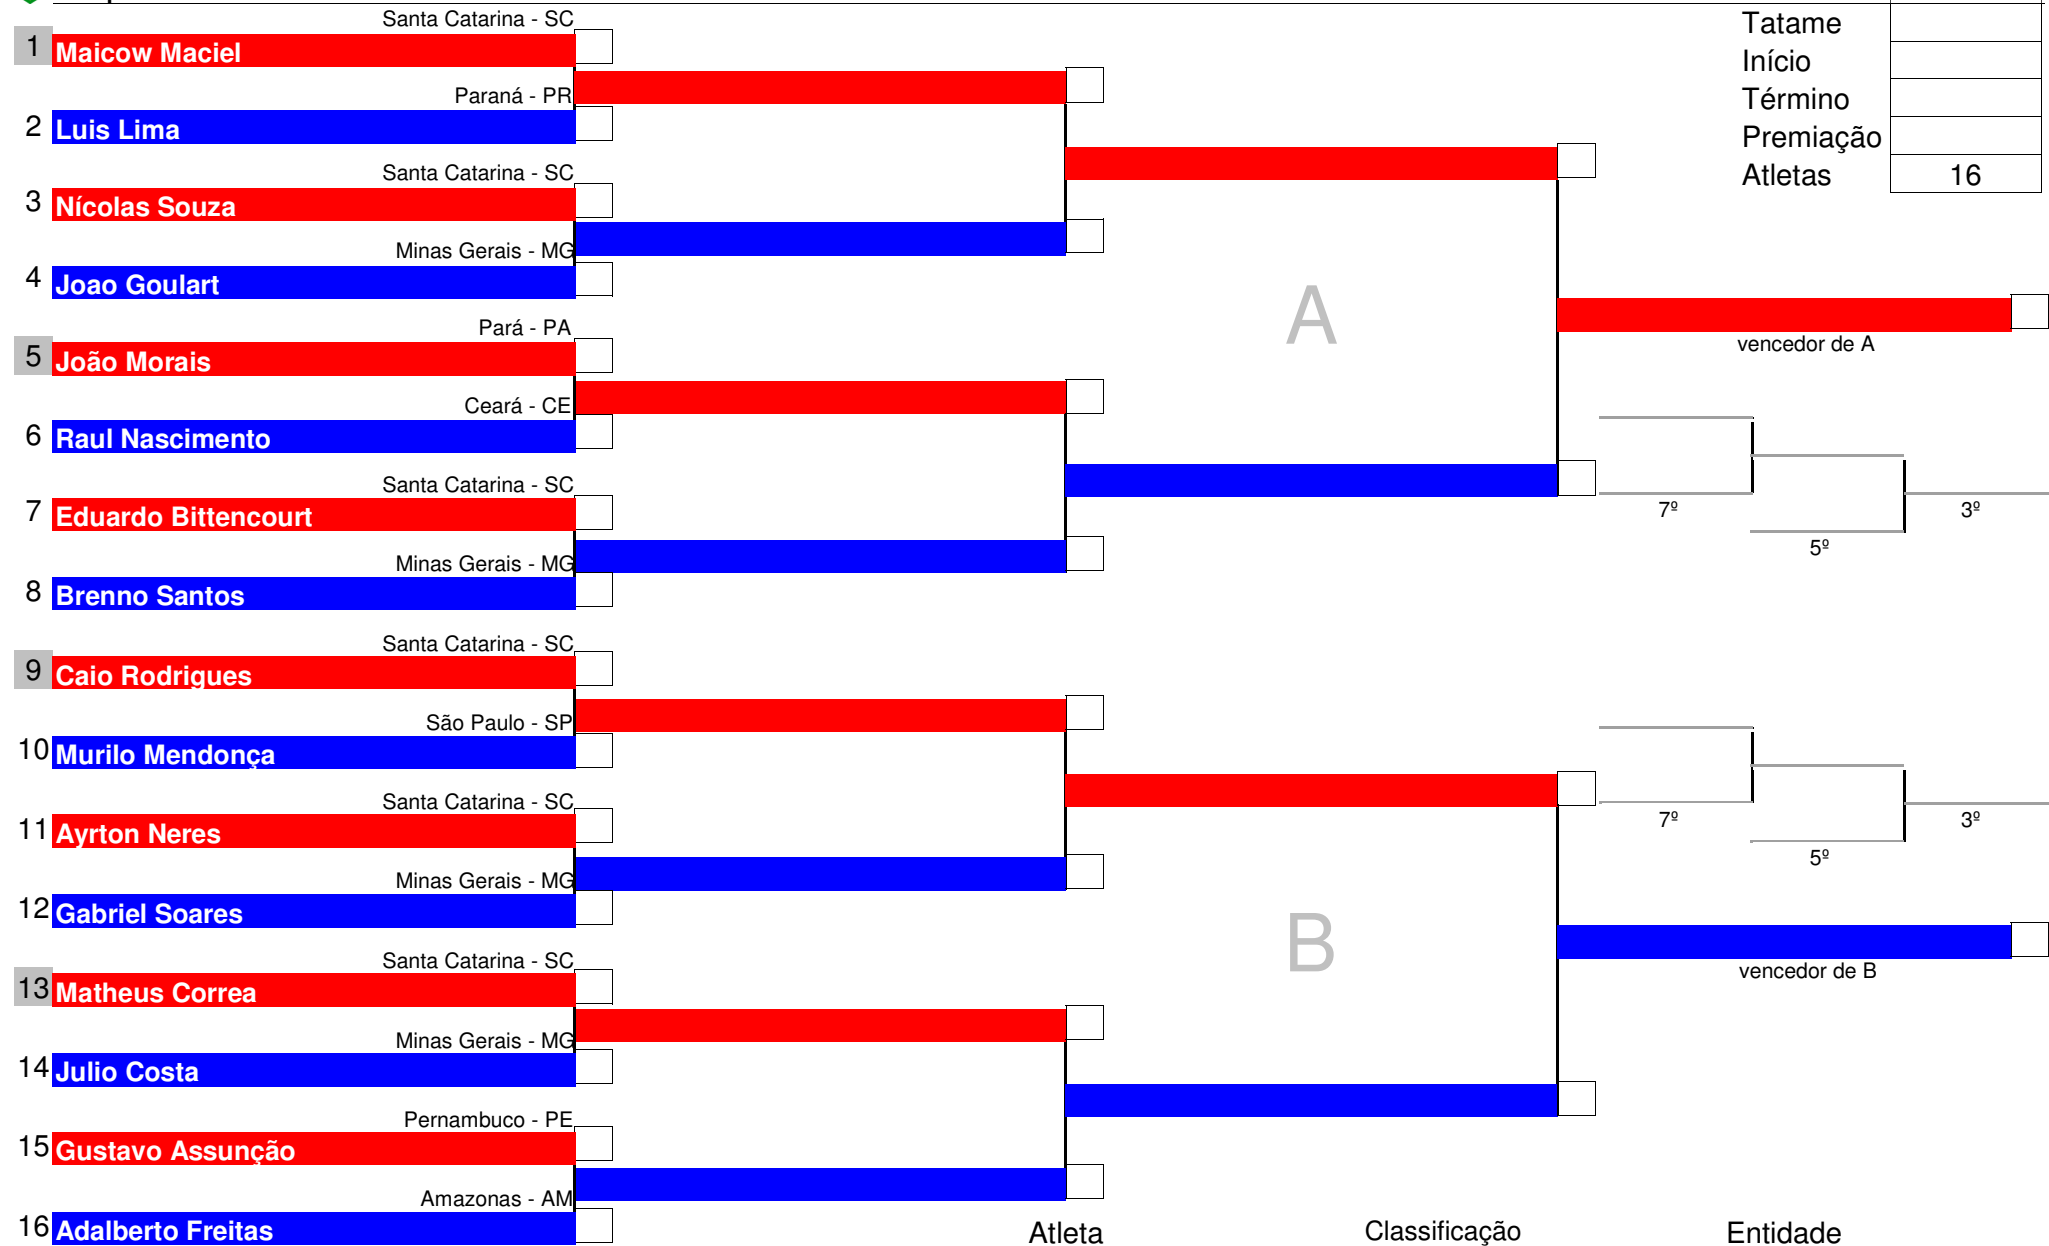 Santa Catarina - SC
1 Maicow Maciel
Paraná - PR
2 Luis Lima
Santa Catarina - SC
3 Nícolas Souza
Minas Gerais - MG
4 Joao Goulart
Pará - PA
5 João Morais
Ceará - CE
6 Raul Nascimento
Santa Catarina - SC
7 Eduardo Bittencourt
Minas Gerais - MG
8 Brenno Santos
Santa Catarina - SC
9 Caio Rodrigues
São Paulo - SP
10 Murilo Mendonça
Santa Catarina - SC
11 Ayrton Neres
Minas Gerais - MG
12 Gabriel Soares
Santa Catarina - SC
13 Matheus Correa
Minas Gerais - MG
14 Julio Costa
Pernambuco - PE
15 Gustavo Assunção
Amazonas - AM
16 Adalberto Freitas
A
B
Tatame
Início
Término
Premiação
Atletas 16
vencedor de A
7º
3º
5º
7º
3º
5º
vencedor de B
Atleta Classificação Entidade